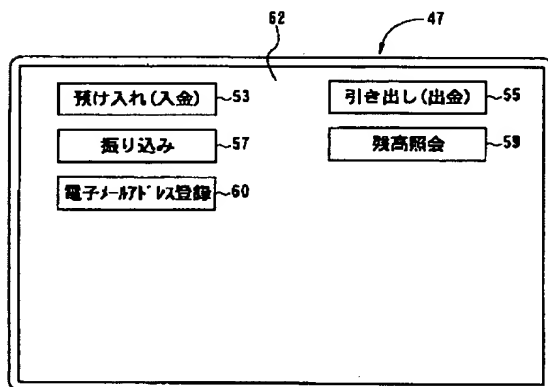 62
47
預け入れ(入金) 53
引き出し(出金) 55
振り込み 57
残高照会 59
電子ﾒｰﾙｱﾄﾞﾚｽ登録 60